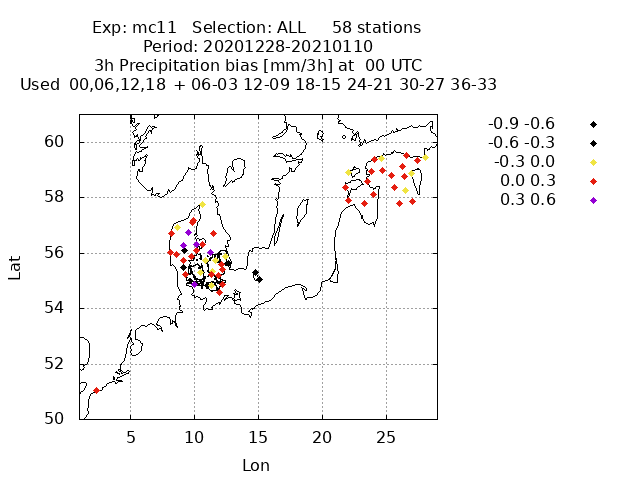 Exp: mc11 Selection: ALL 58 stations
Period: 20201228-20210110
3h Precipitation bias [mm/3h] at 00 UTC
Used 00,06,12,18 + 06-03 12-09 18-15 24-21 30-27 36-33
-0.9 -0.6
-0.6 -0.3
-0.3 0.0
0.0 0.3
0.3 0.6
60
58
56
54
52
50
Lat
5 10 15 20 25
Lon